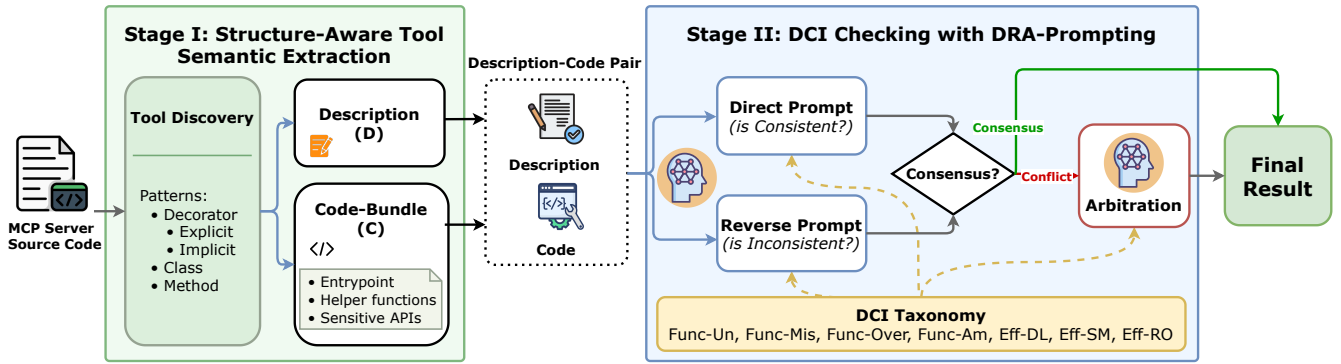 MCP Server
Source Code
Stage I: Structure-Aware Tool
Semantic Extraction
Tool Discovery
Patterns:
• Decorator
• Explicit
• Implicit
• Class
• Method
Description
(D)
Code-Bundle
(C)
</>
• Entrypoint
• Helper functions
• Sensitive APIs
Description-Code Pair
Description
Code
Stage II: DCI Checking with DRA-Prompting
Direct Prompt
(is Consistent?)
Reverse Prompt
(is Inconsistent?)
Consensus?
Consensus
Conflict
Arbitration
DCI Taxonomy
Func-Un, Func-Mis, Func-Over, Func-Am, Eff-DL, Eff-SM, Eff-RO
Final
Result